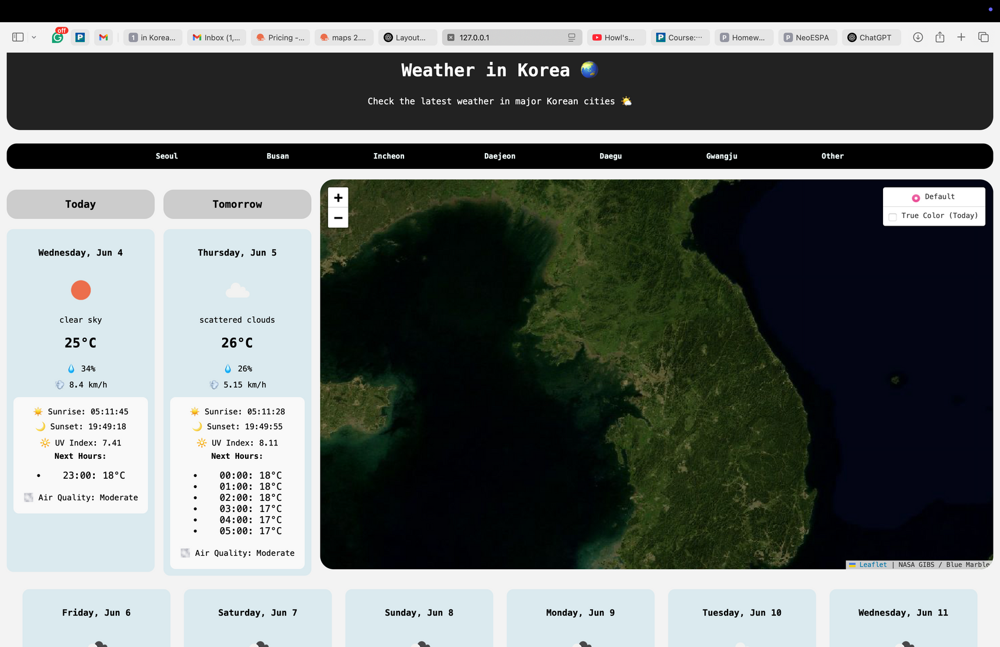 off
1 in Korea...
Inbox (1,...
Pricing -...
maps 2....
Layout...
127.0.0.1
Howl's...
Course:...
P Homew...
P NeoESPA
ChatGPT
Weather in Korea
Check the latest weather in major Korean cities
Seoul Busan Incheon Daejeon Daegu Gwangju Other
Today
Wednesday, Jun 4
clear sky
25°C
34%
8.4 km/h
Sunrise: 05:11:45
Sunset: 19:49:18
UV Index: 7.41
Next Hours:
• 23:00: 18°C
Air Quality: Moderate
Tomorrow
Thursday, Jun 5
scattered clouds
26°C
26%
5.15 km/h
Sunrise: 05:11:28
Sunset: 19:49:55
UV Index: 8.11
Next Hours:
• 00:00: 18°C
• 01:00: 18°C
• 02:00: 18°C
• 03:00: 17°C
• 04:00: 17°C
• 05:00: 17°C
Air Quality: Moderate
+
−
Default
True Color (Today)
Leaflet | NASA GIBS / Blue Marble
Friday, Jun 6
Saturday, Jun 7
Sunday, Jun 8
Monday, Jun 9
Tuesday, Jun 10
Wednesday, Jun 11